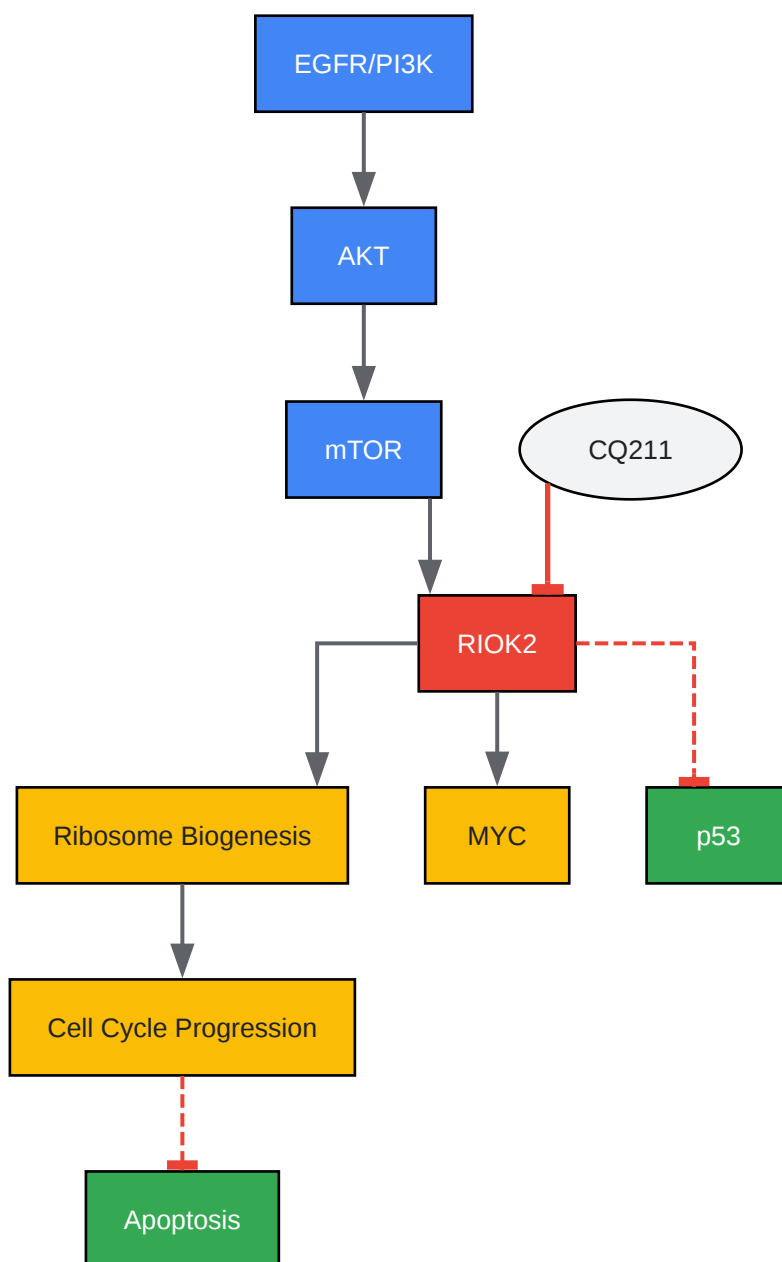 EGFR/PI3K
AKT
mTOR
CQ211
RIOK2
Ribosome Biogenesis
MYC
p53
Cell Cycle Progression
Apoptosis